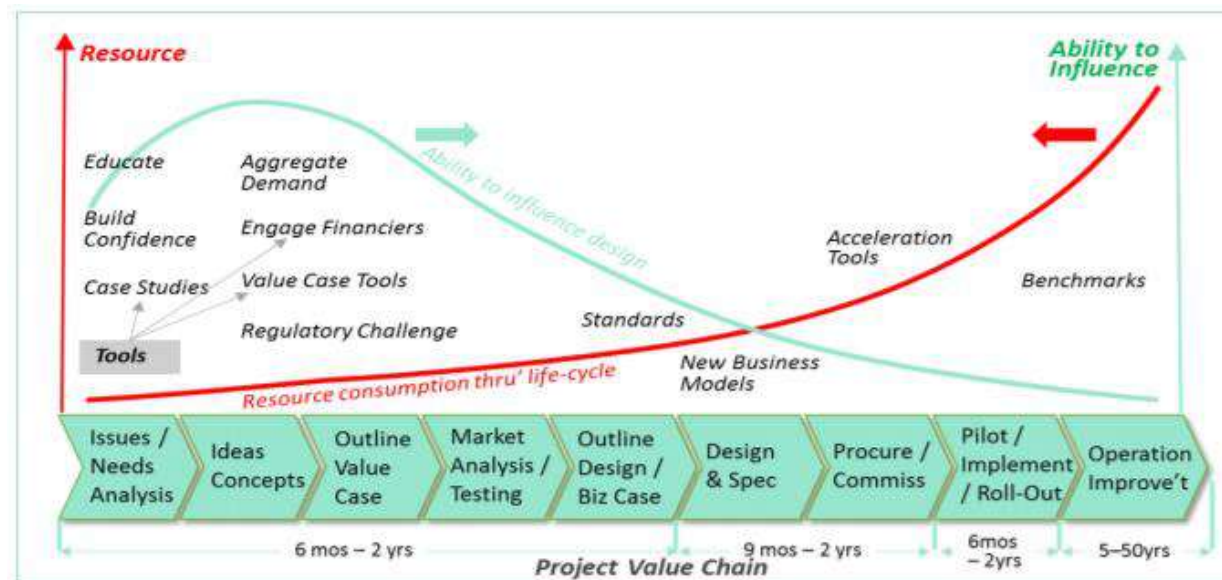 Resource
Ability to
Influence
Educate
Aggregate
Demand
Ability to influence design
Build
Confidence
Engage Financiers
Acceleration
Tools
Case Studies
Value Case Tools
Benchmarks
Standards
Regulatory Challenge
Tools
New Business
Models
Resource consumption thru' life-cycle
Issues /
Needs
Analysis
Ideas
Concepts
Outline
Value
Case
Market
Analysis /
Testing
Outline
Design /
Biz Case
Design
& Spec
Procure /
Commiss
Pilot /
Implement
/ Roll-Out
Operation
Improve't
6 mos – 2 yrs
9 mos – 2 yrs
6mos
– 2yrs
5–50yrs
Project Value Chain